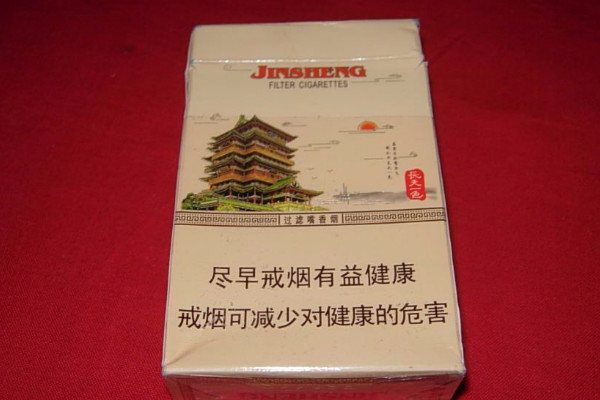 JINSHENG
FILTER CIGARETTES
长天一色
过滤嘴香烟
尽早戒烟有益健康
戒烟可减少对健康的危害